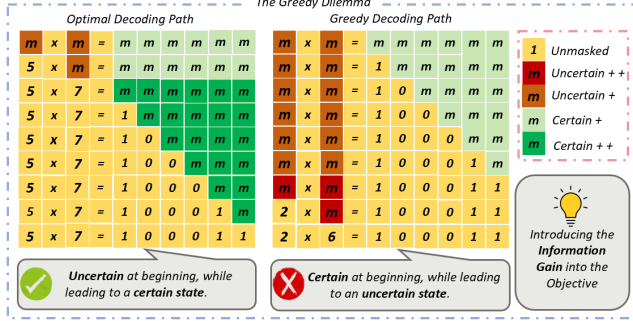 The Greedy Dilemma
Optimal Decoding Path
m x m = m m m m m m
5 x m = m m m m m m
5 x 7 = m m m m m m
5 x 7 = 1 m m m m m
5 x 7 = 1 0 m m m m
5 x 7 = 1 0 0 m m m
5 x 7 = 1 0 0 0 m m
5 x 7 = 1 0 0 0 1 m
5 x 7 = 1 0 0 0 1 1
Uncertain at beginning, while
leading to a certain state.
Greedy Decoding Path
m x m = m m m m m m
m x m = 1 m m m m m
m x m = 1 0 m m m m
m x m = 1 0 0 m m m
m x m = 1 0 0 0 m m
m x m = 1 0 0 0 1 m
m x m = 1 0 0 0 1 1
2 x m = 1 0 0 0 1 1
2 x 6 = 1 0 0 0 1 1
Certain at beginning, while leading
to an uncertain state.
1 Unmasked
m Uncertain ++
m Uncertain +
m Certain +
m Certain ++
Introducing the
Information
Gain into the
Objective